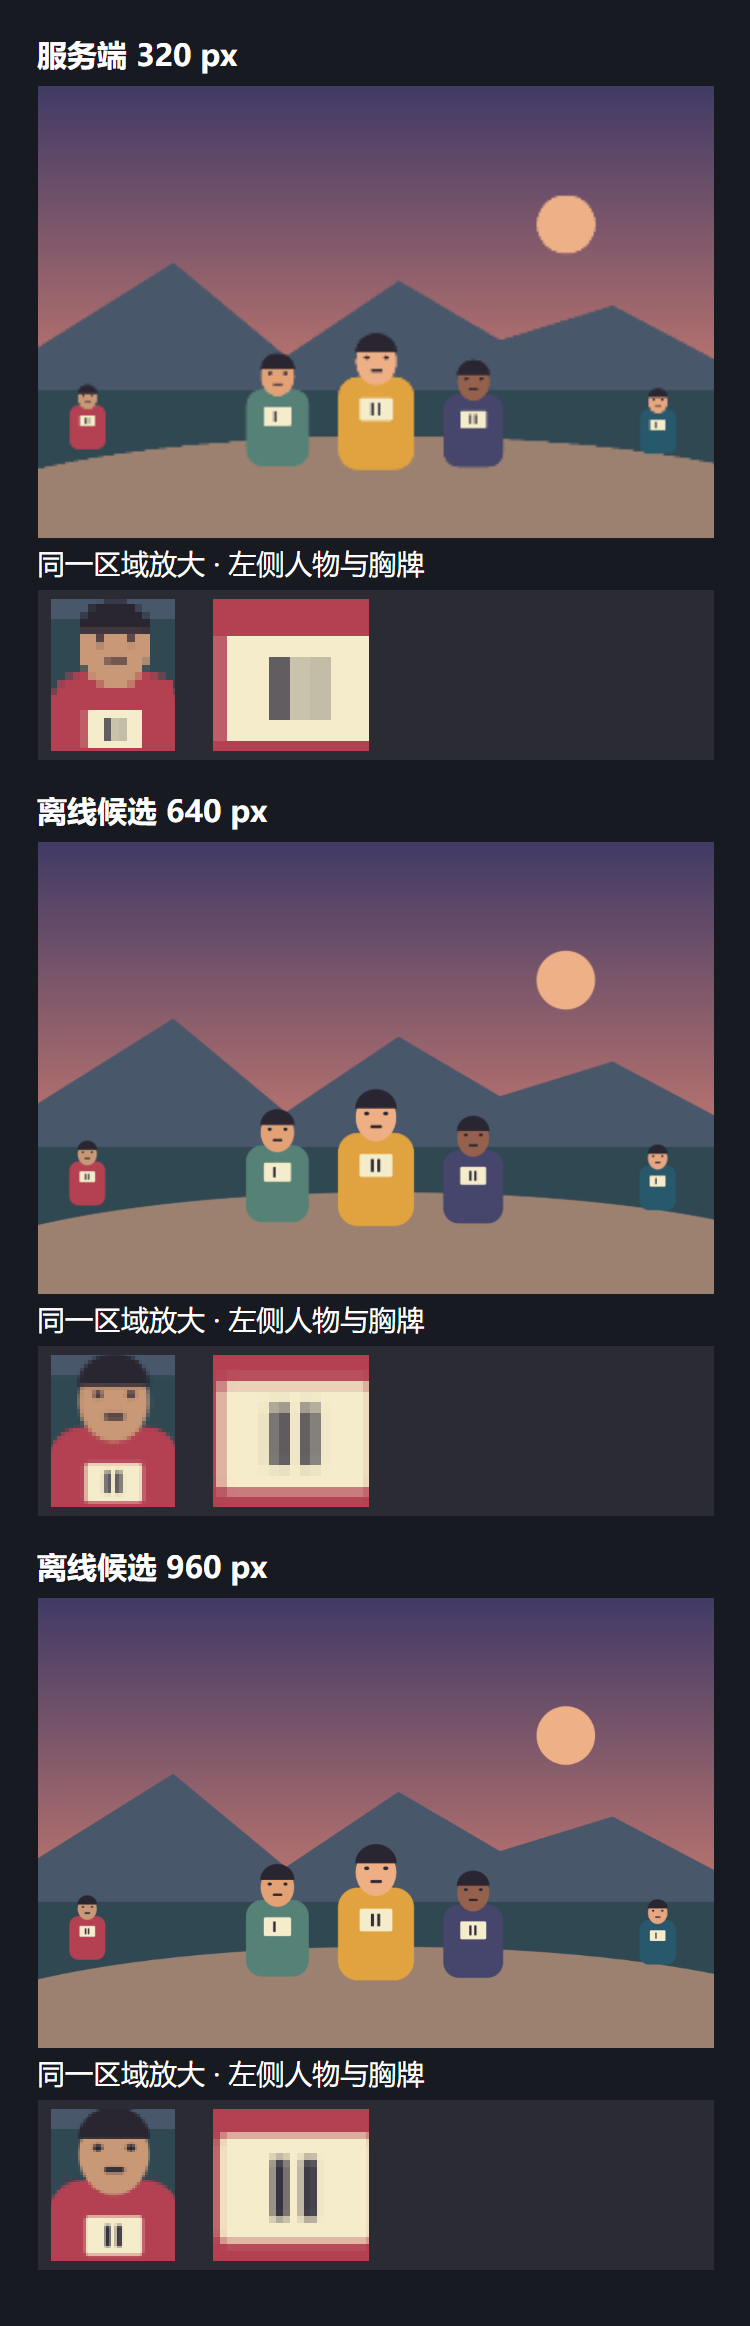 服务端 320 px
同一区域放大 · 左侧人物与胸牌
离线候选 640 px
同一区域放大 · 左侧人物与胸牌
离线候选 960 px
同一区域放大 · 左侧人物与胸牌